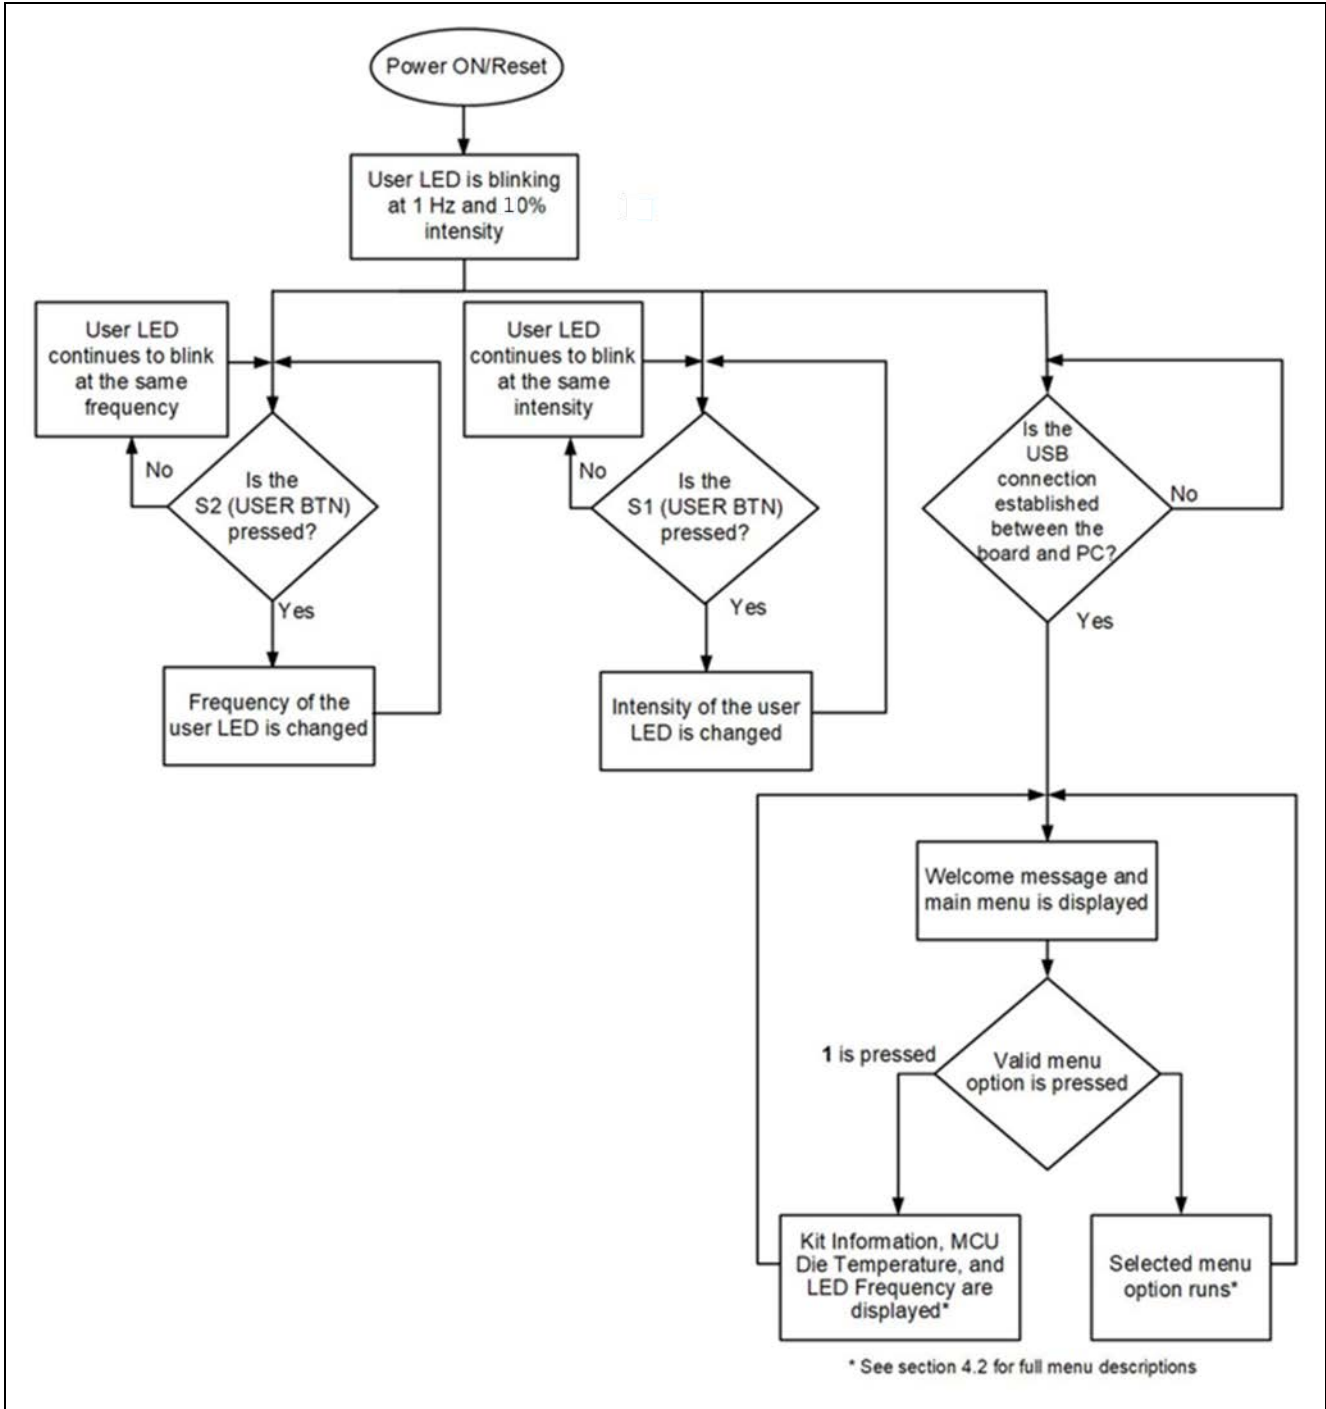 Power ON/Reset
User LED is blinking
at 1 Hz and 10%
intensity
User LED
continues to blink
at the same
frequency
User LED
continues to blink
at the same
intensity
No
Is the
S2 (USER BTN)
pressed?
Yes
Frequency of the
user LED is changed
No
Is the
S1 (USER BTN)
pressed?
Yes
Intensity of the user
LED is changed
Is the
USB
connection
established
between the
board and PC?
No
Yes
Welcome message and
main menu is displayed
1 is pressed
Valid menu
option is pressed
Kit Information, MCU
Die Temperature, and
LED Frequency are
displayed*
Selected menu
option runs*
* See section 4.2 for full menu descriptions